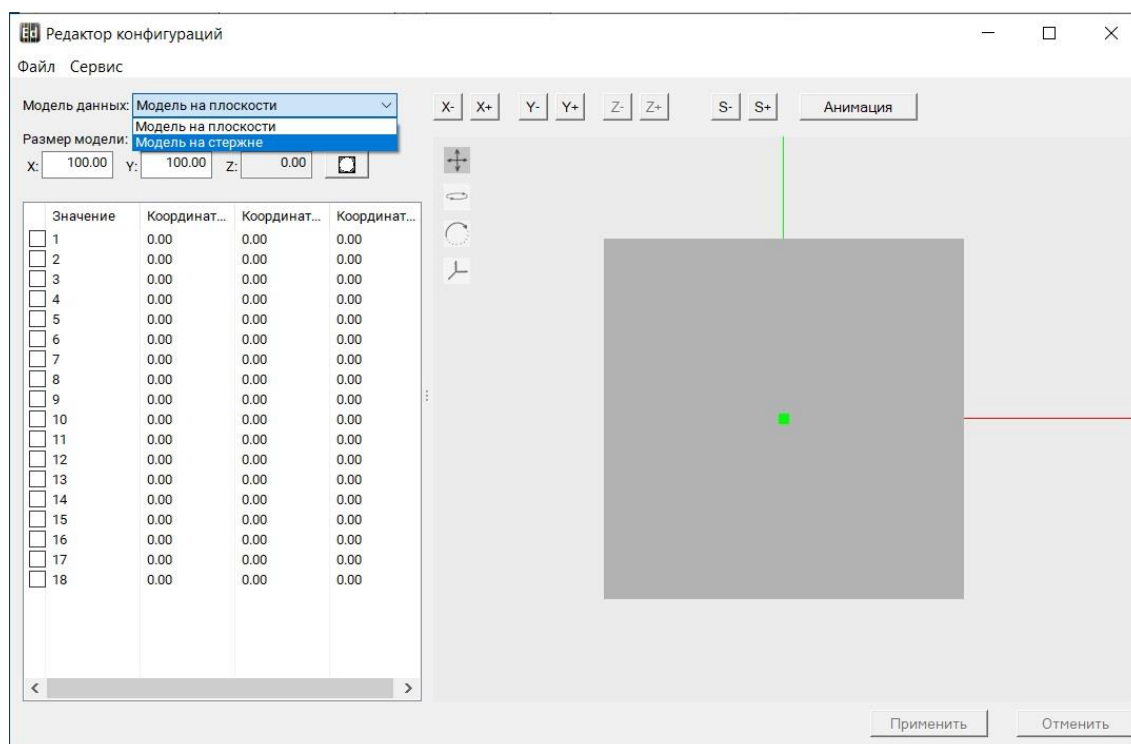 Редактор конфигураций
Файл Сервис
Модель данных: Модель на плоскости X- X+ Y- Y+ Z- Z+ S- S+ Анимация
Модель на плоскости
Размер модели: Модель на стержне
X: 100.00 Y: 100.00 Z: 0.00
Значение Координат... Координат... Координат...
1 0.00 0.00 0.00
2 0.00 0.00 0.00
3 0.00 0.00 0.00
4 0.00 0.00 0.00
5 0.00 0.00 0.00
6 0.00 0.00 0.00
7 0.00 0.00 0.00
8 0.00 0.00 0.00
9 0.00 0.00 0.00
10 0.00 0.00 0.00
11 0.00 0.00 0.00
12 0.00 0.00 0.00
13 0.00 0.00 0.00
14 0.00 0.00 0.00
15 0.00 0.00 0.00
16 0.00 0.00 0.00
17 0.00 0.00 0.00
18 0.00 0.00 0.00
Применить Отменить